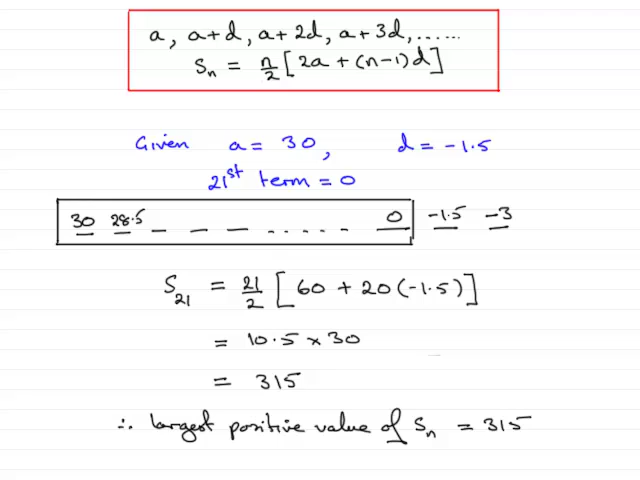 a, a+d, a+2d, a+3d, ......
Sₙ = n/2 [2a + (n-1)d]
Given a = 30, d = -1.5
21ˢᵗ term = 0
30 28.5 _ _ _ ...... 0 -1.5 -3
S₂₁ = 21/2 [60 + 20(-1.5)]
= 10.5 × 30
= 315
∴ largest positive value of Sₙ = 315